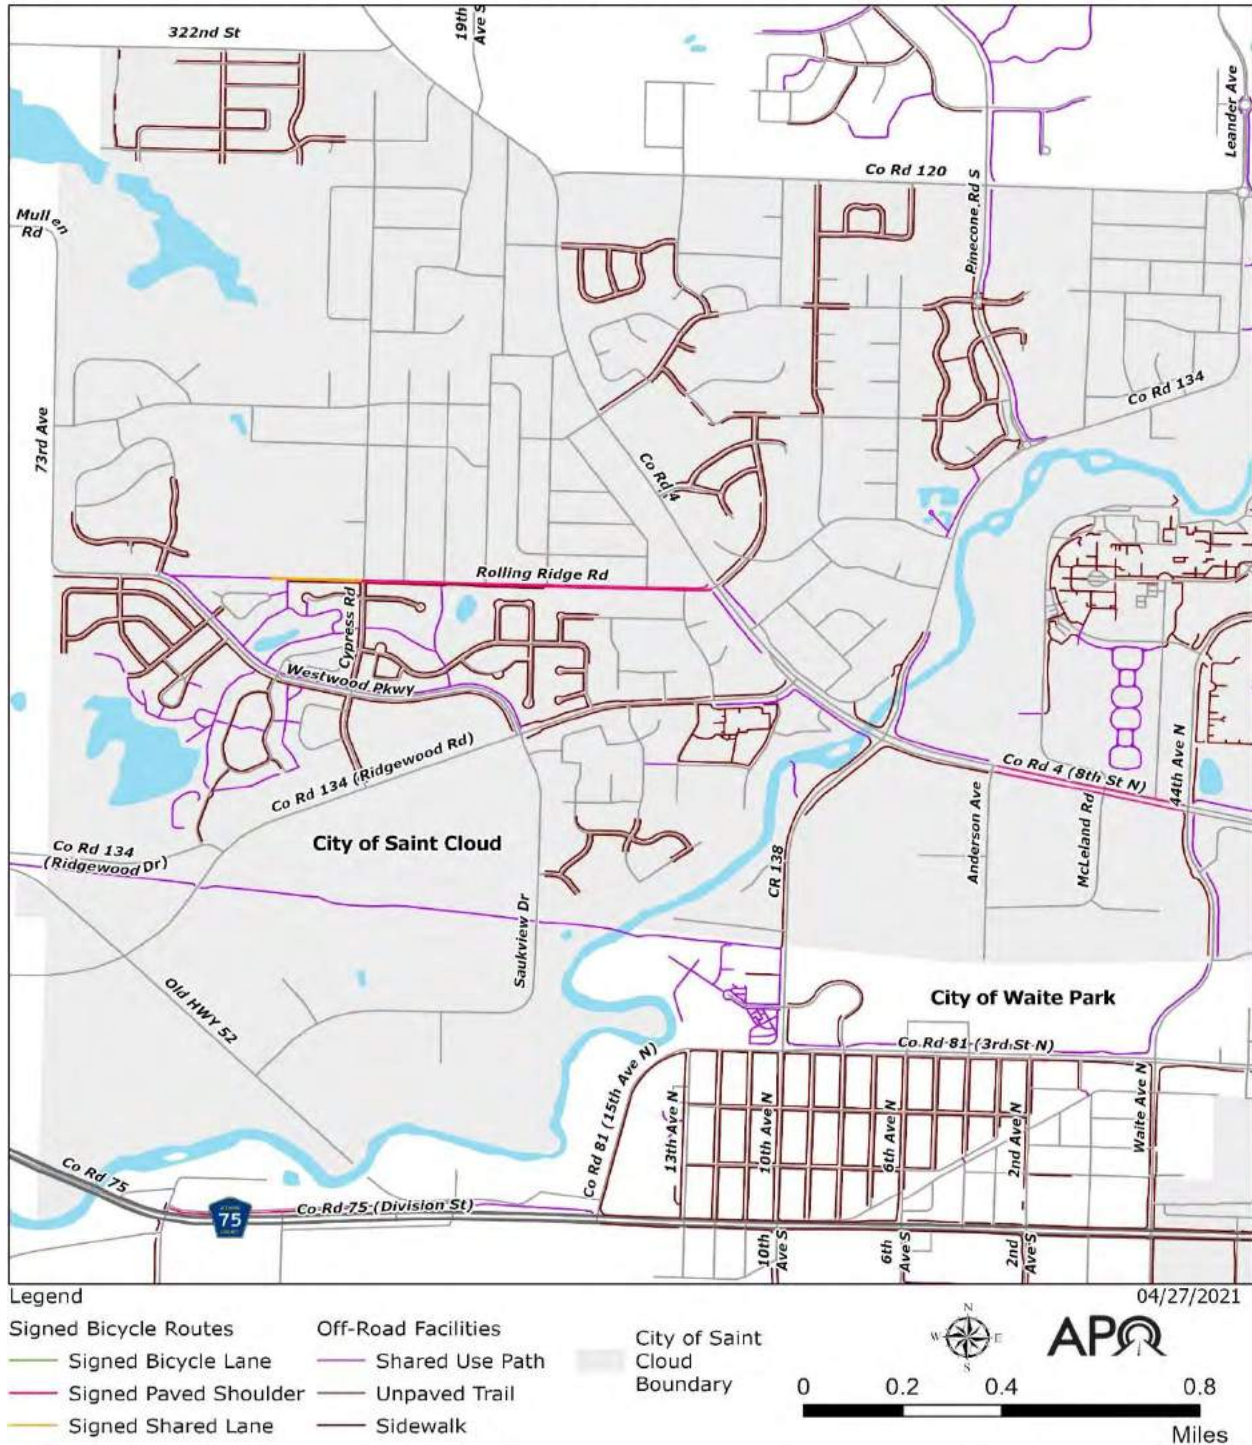 322nd St
19th
Ave S
Leander Ave
Co Rd 120
Pinecone Rd S
Mullen
Rd
73rd Ave
Co Rd 134
Co Rd 4
Rolling Ridge Rd
Cypress Rd
Westwood Pkwy
Co Rd 134 (Ridgewood Rd)
Co Rd 4 (8th St N)
44th Ave N
Anderson Ave
McLeland Rd
City of Saint Cloud
Co Rd 134
(Ridgewood Dr)
CR 138
Saukview Dr
Old HWY 52
City of Waite Park
Co Rd 81 (3rd St N)
Co Rd 81 (15th Ave N)
13th Ave N
10th Ave N
6th Ave N
2nd Ave N
Waite Ave N
Co Rd 75
75
Co Rd 75 (Division St)
10th
Ave S
6th
Ave S
2nd
Ave S
Legend
04/27/2021
Signed Bicycle Routes
Signed Bicycle Lane
Signed Paved Shoulder
Signed Shared Lane
Off-Road Facilities
Shared Use Path
Unpaved Trail
Sidewalk
City of Saint
Cloud
Boundary
N
W E
S
APO
0 0.2 0.4 0.8
Miles